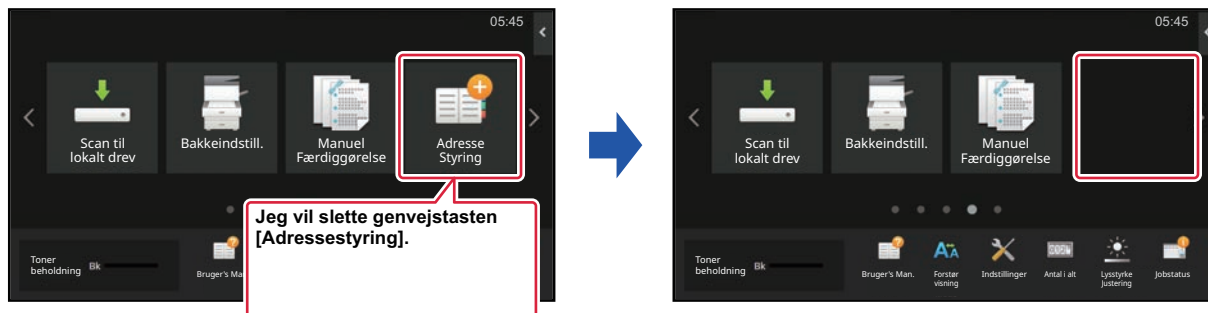 05:45
Scan til
lokalt drev
Bakkeindstill.
Manuel
Færdiggørelse
Adresse
Styring
Jeg vil slette genvejstasten
[Adressestyring].
Toner
beholdning
Bk
Bruger's Ma
05:45
Scan til
lokalt drev
Bakkeindstill.
Manuel
Færdiggørelse
Toner
beholdning
Bk
Bruger's Man.
Forstør
visning
Indstillinger
Antal i alt
Lysstyrke
Justering
Jobstatus